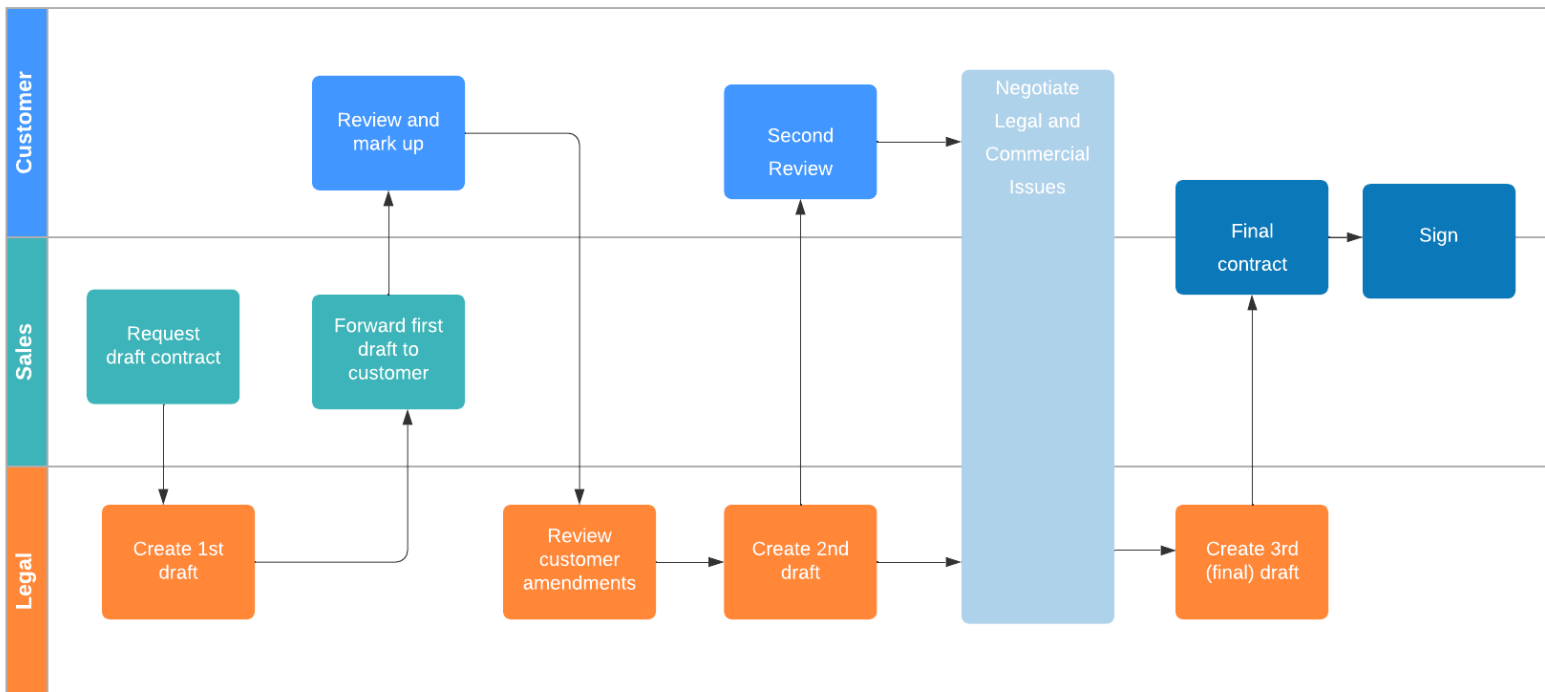 Customer
Review and
mark up
Second
Review
Negotiate
Legal and
Commercial
Issues
Final
contract
Sign
Sales
Request
draft contract
Forward first
draft to
customer
Legal
Create 1st
draft
Review
customer
amendments
Create 2nd
draft
Create 3rd
(final) draft